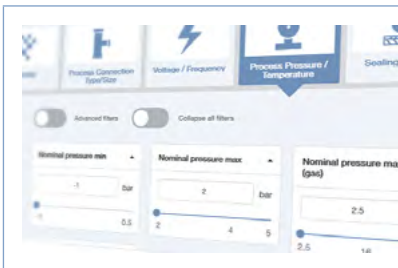 Process Connection
Type/Size
Voltage / Frequency
Process Pressure /
Temperature
Sealing
Advanced filters
Collapse all filters
Nominal pressure min
Nominal pressure max
Nominal pressure ma
(gas)
-1
bar
2
bar
2.5
-1
0.5
2
4
5
2.5
16